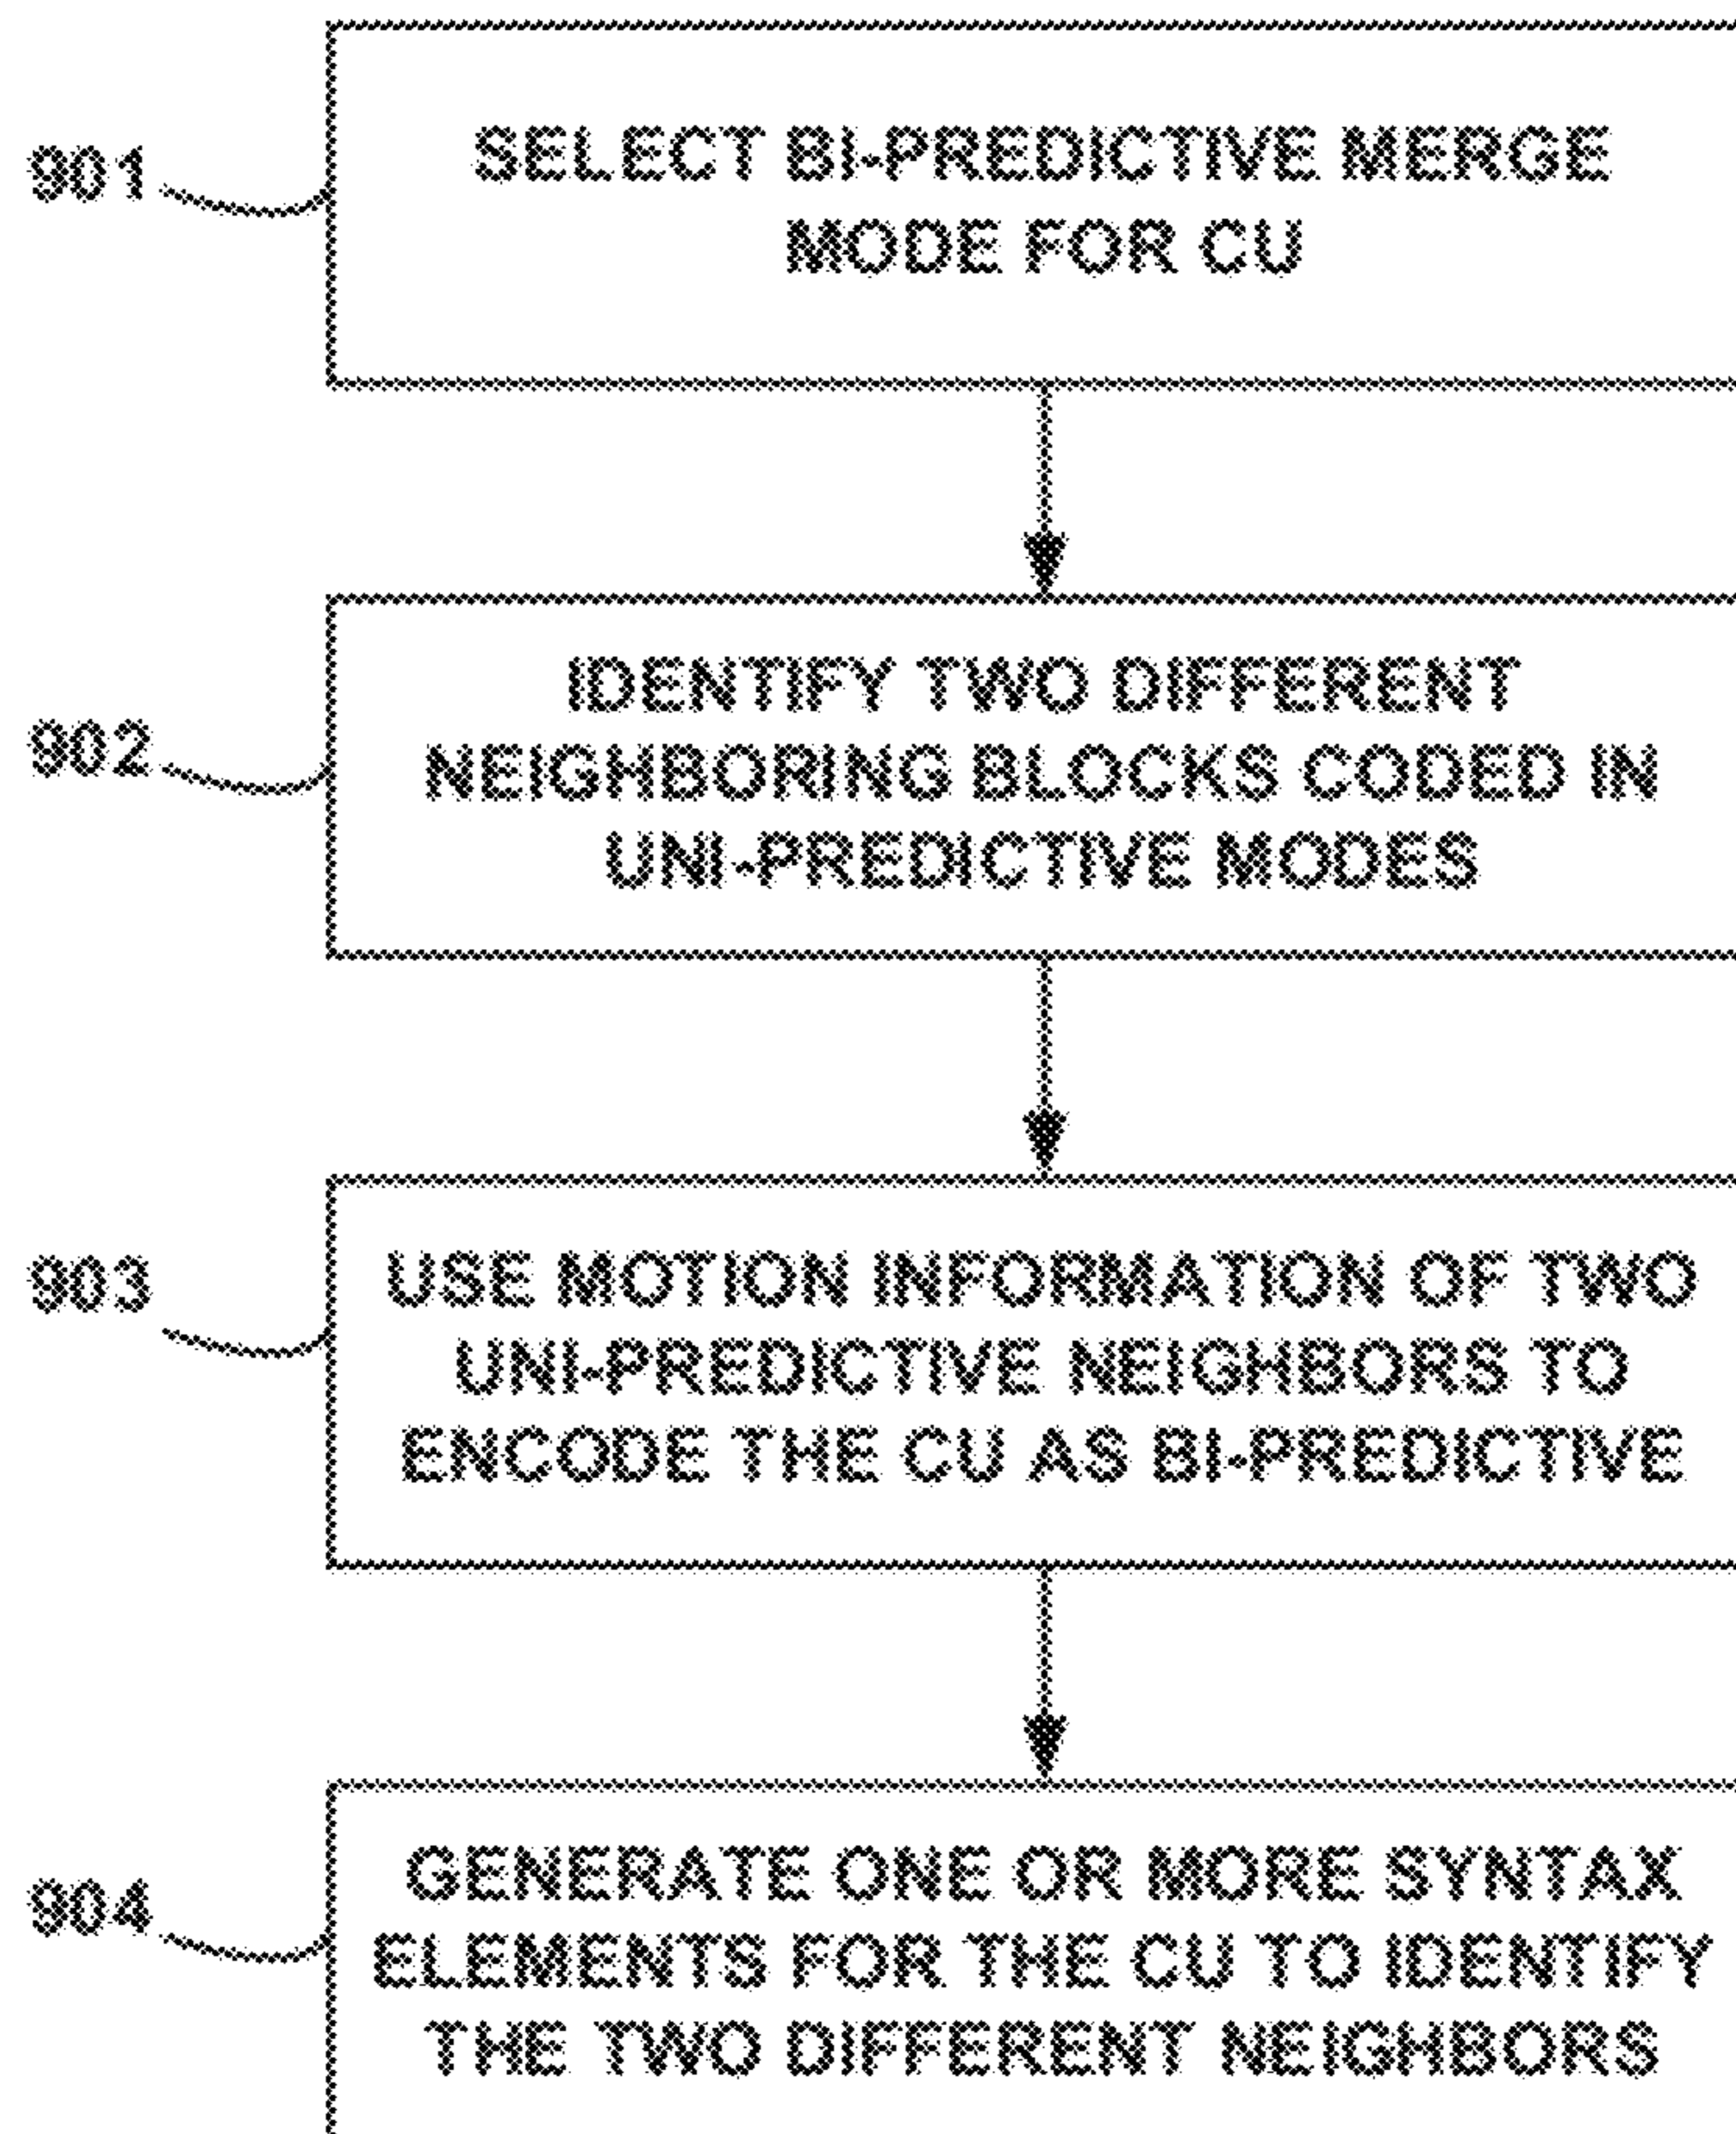 901
SELECT BI-PREDICTIVE MERGE
MODE FOR CU
902
IDENTIFY TWO DIFFERENT
NEIGHBORING BLOCKS CODED IN
UNI-PREDICTIVE MODES
903
USE MOTION INFORMATION OF TWO
UNI-PREDICTIVE NEIGHBORS TO
ENCODE THE CU AS BI-PREDICTIVE
904
GENERATE ONE OR MORE SYNTAX
ELEMENTS FOR THE CU TO IDENTIFY
THE TWO DIFFERENT NEIGHBORS